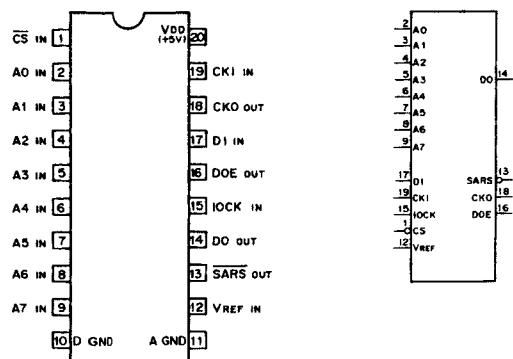 CS IN 1
VDD (+5V) 20
A0 IN 2
19 CKI IN
A1 IN 3
18 CKO OUT
A2 IN 4
17 D1 IN
A3 IN 5
16 DOE OUT
A4 IN 6
15 IOCK IN
A5 IN 7
14 DO OUT
A6 IN 8
13 SARS OUT
A7 IN 9
12 VREF IN
10 D GND
A GND 11
2 A0
3 A1
4 A2
5 A3
DO 14
6 A4
7 A5
8 A6
9 A7
17 D1
SARS 13
19 CKI
CKO 18
15 IOCK
DOE 16
1 CS
12 VREF